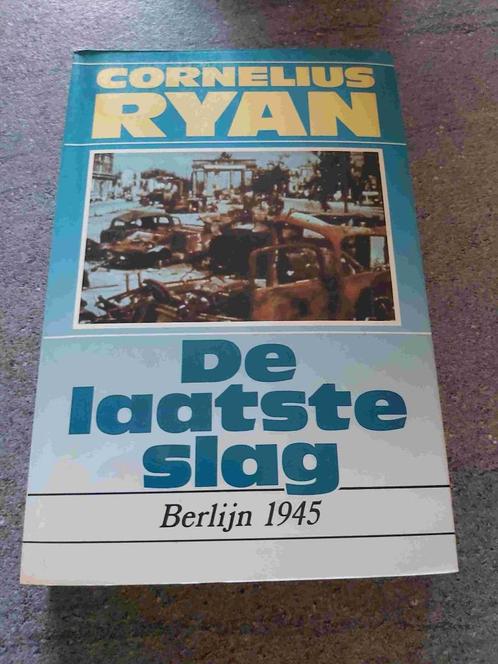 CORNELIUS
RYAN
De
laatste
slag
Berlijn 1945